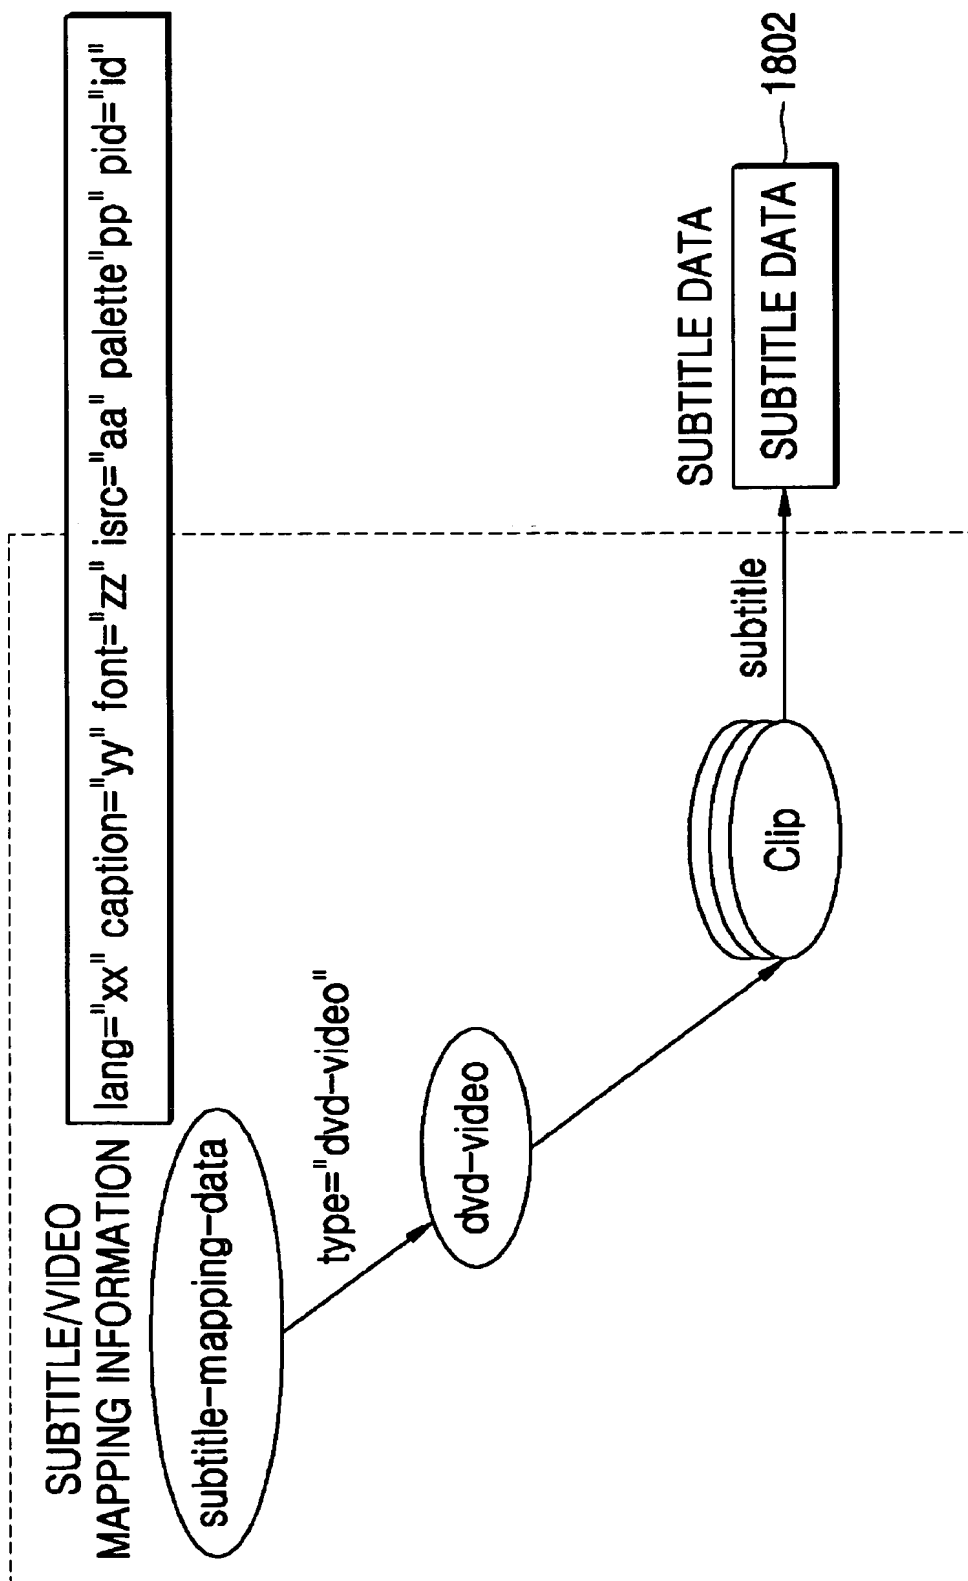 SUBTITLE/VIDEO
MAPPING INFORMATION
lang="xx" caption="yy" font="zz" isrc="aa" palette"pp" pid="id"
subtitle-mapping-data
type="dvd-video"
dvd-video
Clip
subtitle
SUBTITLE DATA
SUBTITLE DATA
1802